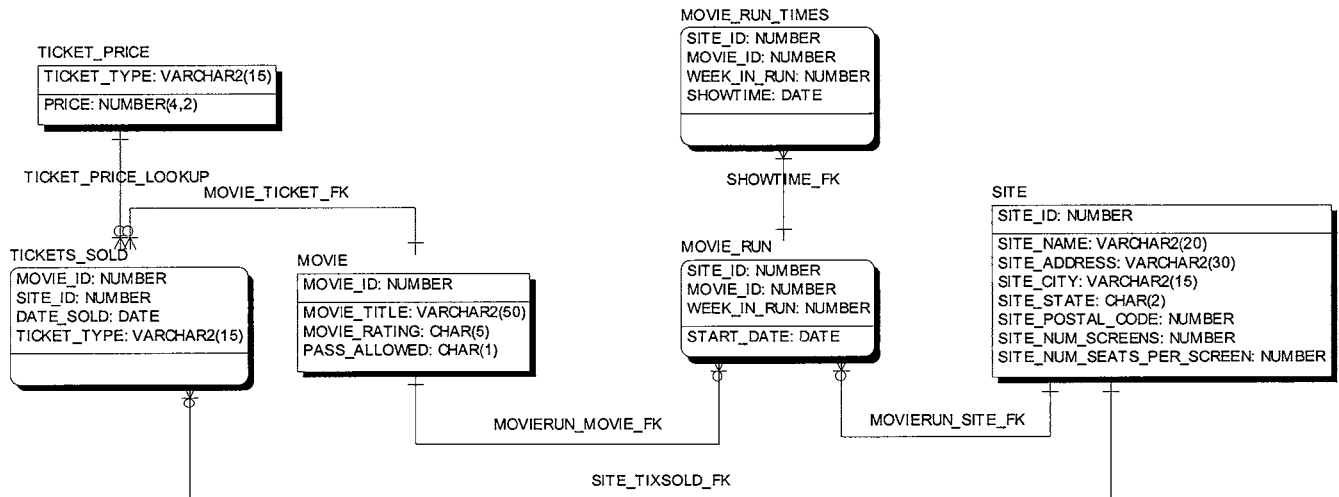 TICKET_PRICE
TICKET_TYPE: VARCHAR2(15)
PRICE: NUMBER(4,2)
TICKET_PRICE_LOOKUP
MOVIE_TICKET_FK
TICKETS_SOLD
MOVIE_ID: NUMBER
SITE_ID: NUMBER
DATE_SOLD: DATE
TICKET_TYPE: VARCHAR2(15)
MOVIE
MOVIE_ID: NUMBER
MOVIE_TITLE: VARCHAR2(50)
MOVIE_RATING: CHAR(5)
PASS_ALLOWED: CHAR(1)
MOVIE_RUN_TIMES
SITE_ID: NUMBER
MOVIE_ID: NUMBER
WEEK_IN_RUN: NUMBER
SHOWTIME: DATE
SHOWTIME_FK
MOVIE_RUN
SITE_ID: NUMBER
MOVIE_ID: NUMBER
WEEK_IN_RUN: NUMBER
START_DATE: DATE
SITE
SITE_ID: NUMBER
SITE_NAME: VARCHAR2(20)
SITE_ADDRESS: VARCHAR2(30)
SITE_CITY: VARCHAR2(15)
SITE_STATE: CHAR(2)
SITE_POSTAL_CODE: NUMBER
SITE_NUM_SCREENS: NUMBER
SITE_NUM_SEATS_PER_SCREEN: NUMBER
MOVIERUN_MOVIE_FK
MOVIERUN_SITE_FK
SITE_TIXSOLD_FK